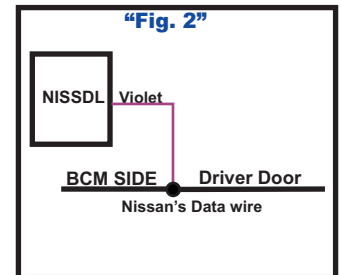 “Fig. 2”
NISSDL Violet
BCM SIDE Driver Door
Nissan's Data wire